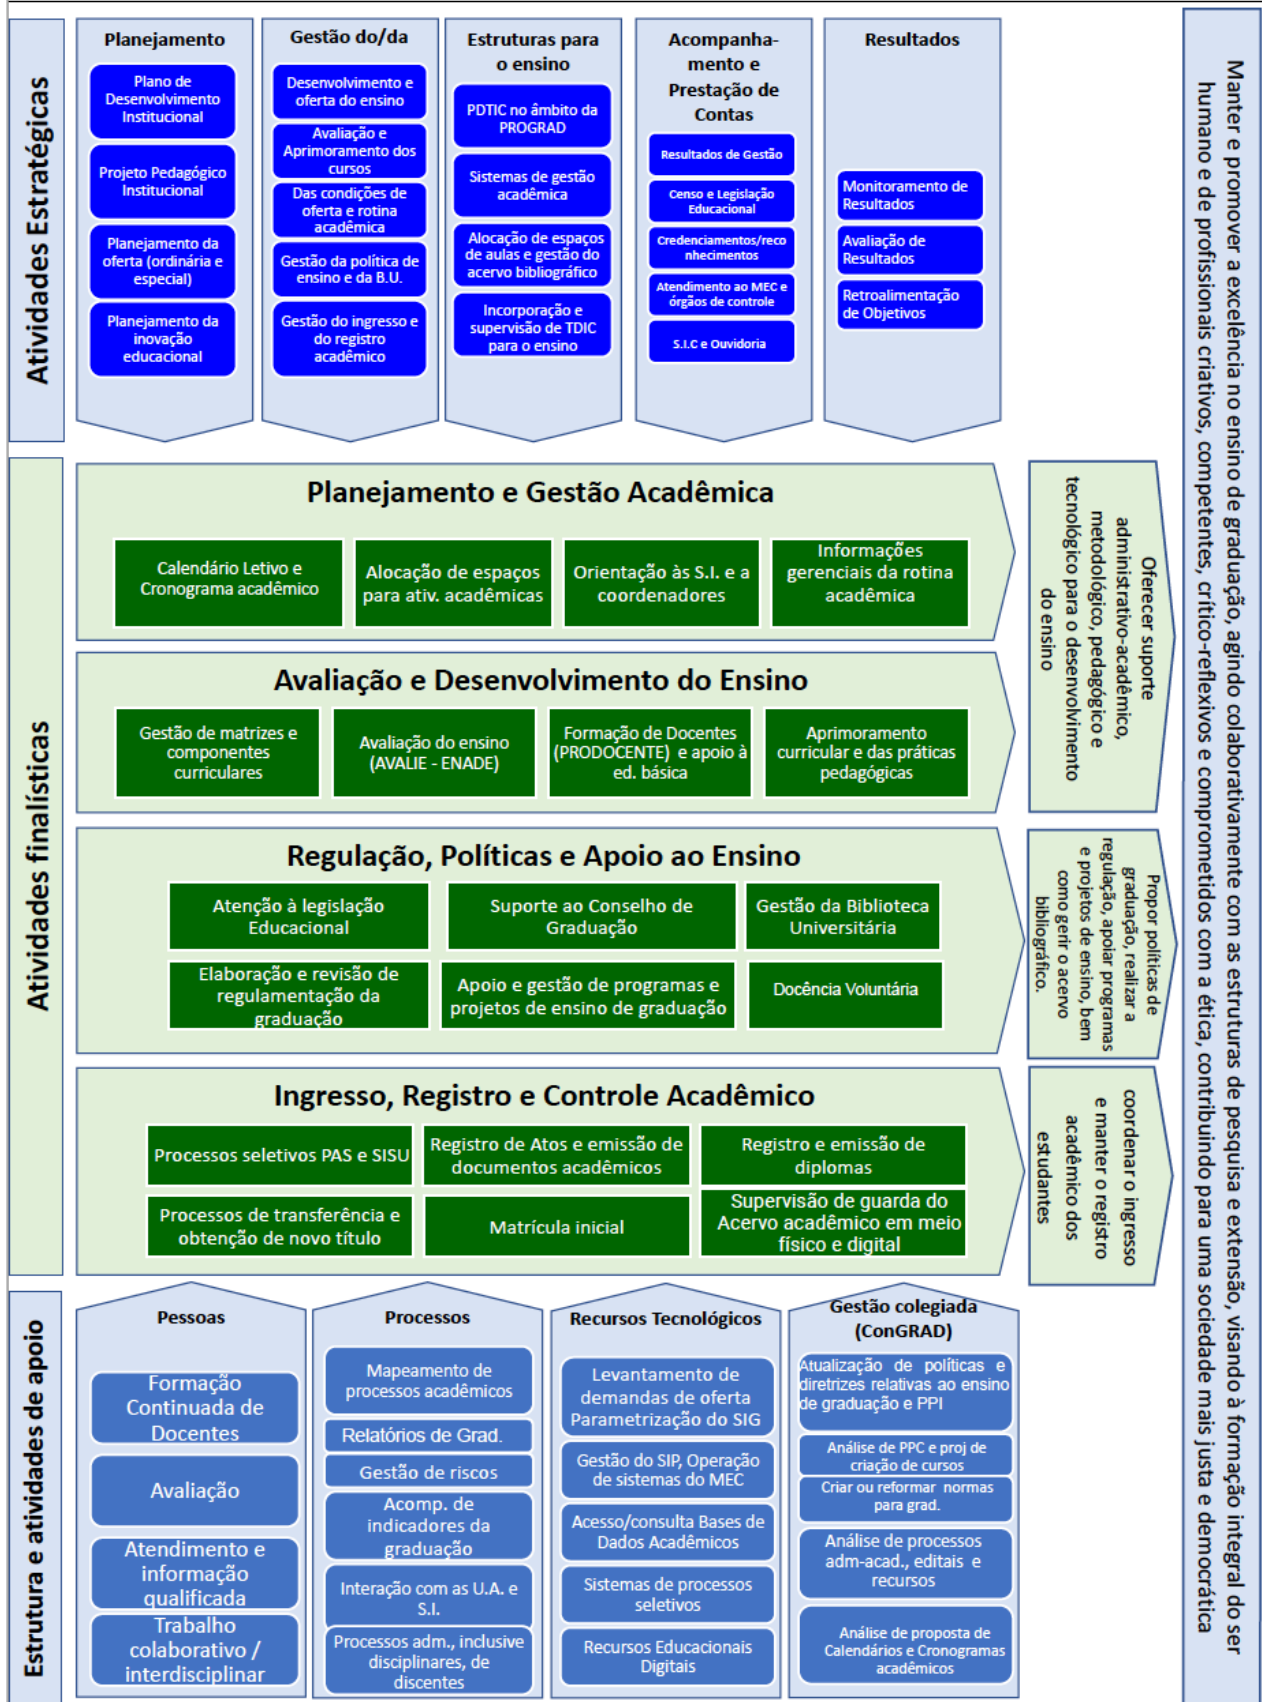 Atividades Estratégicas
Planejamento
Plano de
Desenvolvimento
Institucional
Projeto Pedagógico
Institucional
Planejamento da
oferta (ordinária e
especial)
Planejamento da
inovação
educacional
Gestão do/da
Desenvolvimento e
oferta do ensino
Avaliação e
Aprimoramento dos
cursos
Das condições de
oferta e rotina
acadêmica
Gestão da política de
ensino e da B.U.
Gestão do ingresso e
do registro
acadêmico
Estruturas para
o ensino
PDTIC no âmbito da
PROGRAD
Sistemas de gestão
acadêmica
Alocação de espaços
de aulas e gestão do
acervo bibliográfico
Incorporação e
supervisão de TDIC
para o ensino
Acompanha-
mento e
Prestação de
Contas
Resultados de Gestão
Censo e Legislação
Educacional
Credenciamentos/reco
nhecimentos
Atendimento ao MEC e
órgãos de controle
S.I.C e Ouvidoria
Resultados
Monitoramento de
Resultados
Avaliação de
Resultados
Retroalimentação
de Objetivos
Atividades finalísticas
Planejamento e Gestão Acadêmica
Calendário Letivo e
Cronograma acadêmico
Alocação de espaços
para ativ. acadêmicas
Orientação às S.I. e a
coordenadores
Informações
gerenciais da rotina
acadêmica
Avaliação e Desenvolvimento do Ensino
Gestão de matrizes e
componentes
curriculares
Avaliação do ensino
(AVALIE - ENADE)
Formação de Docentes
(PRODOCENTE) e apoio à
ed. básica
Aprimoramento
curricular e das práticas
pedagógicas
Oferecer suporte
administrativo-acadêmico,
metodológico, pedagógico e
tecnológico para o desenvolvimento
do ensino
Regulação, Políticas e Apoio ao Ensino
Atenção à legislação
Educacional
Suporte ao Conselho de
Graduação
Gestão da Biblioteca
Universitária
Elaboração e revisão de
regulamentação da
graduação
Apoio e gestão de programas e
projetos de ensino de graduação
Docência Voluntária
Propor políticas de
graduação, realizar a
regulação, apoiar programas
e projetos de ensino, bem
como gerir o acervo
bibliográfico.
Ingresso, Registro e Controle Acadêmico
Processos seletivos PAS e SISU
Registro de Atos e emissão de
documentos acadêmicos
Registro e emissão de
diplomas
Processos de transferência e
obtenção de novo título
Matrícula inicial
Supervisão de guarda do
Acervo acadêmico em meio
físico e digital
coordenar o ingresso
e manter o registro
acadêmico dos
estudantes
Estrutura e atividades de apoio
Pessoas
Formação
Continuada de
Docentes
Avaliação
Atendimento e
informação
qualificada
Trabalho
colaborativo /
interdisciplinar
Processos
Mapeamento de
processos acadêmicos
Relatórios de Grad.
Gestão de riscos
Acomp. de
indicadores da
graduação
Interação com as U.A. e
S.I.
Processos adm., inclusive
disciplinares, de
discentes
Recursos Tecnológicos
Levantamento de
demandas de oferta
Parametrização do SIG
Gestão do SIP, Operação
de sistemas do MEC
Acesso/consulta Bases de
Dados Acadêmicos
Sistemas de processos
seletivos
Recursos Educacionais
Digitais
Gestão colegiada
(ConGRAD)
Atualização de políticas e
diretrizes relativas ao ensino
de graduação e PPI
Análise de PPC e proj de
criação de cursos
Criar ou reformar normas
para grad.
Análise de processos
adm-acad., editais e
recursos
Análise de proposta de
Calendários e Cronogramas
acadêmicos
Manter e promover a excelência no ensino de graduação, agindo colaborativamente com as estruturas de pesquisa e extensão, visando à formação integral do ser
humano e de profissionais criativos, competentes, crítico-reflexivos e comprometidos com a ética, contribuindo para uma sociedade mais justa e democrática